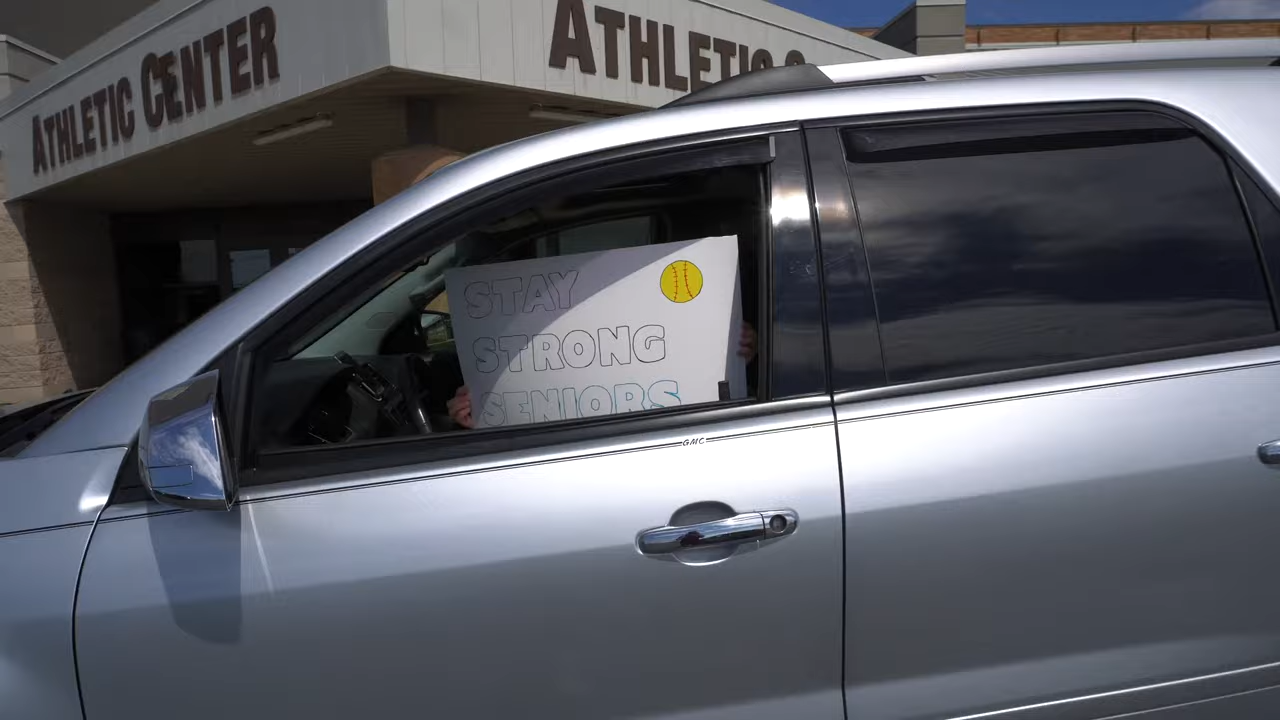 ATHLETIC CENTER
ATHLETIC C
STAY
STRONG
SENIORS
GMC